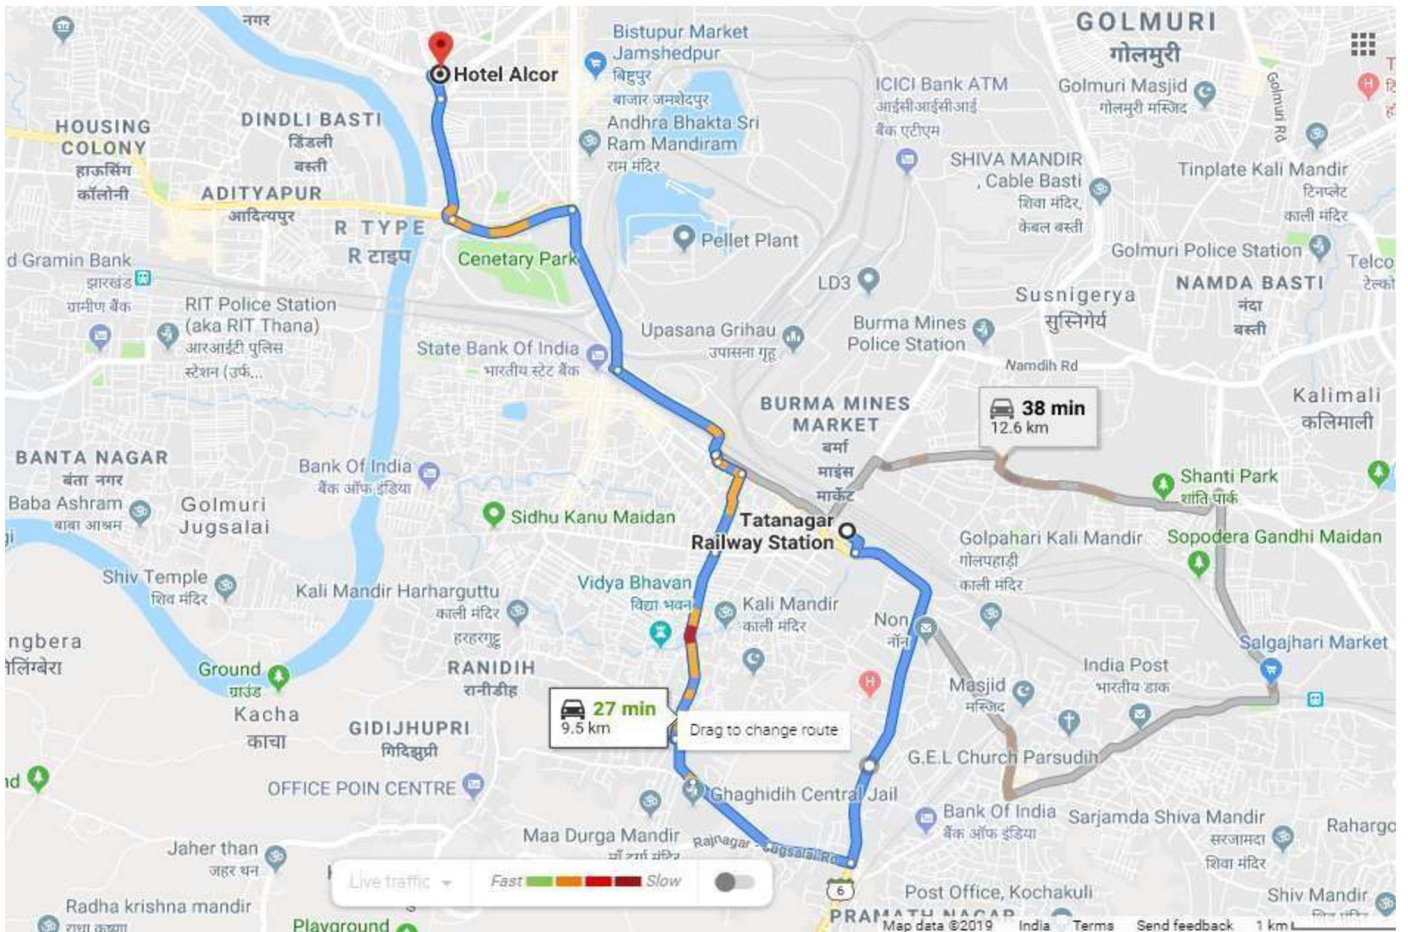 नगर
Hotel Alcor
Bistupur Market
Jamshedpur
बिष्टुपुर
बाजार जमशेदपुर
GOLMURI
गोलमुरी
ICICI Bank ATM
आईसीआईसीआई
बैंक एटीएम
Golmuri Masjid
गोलमुरी मस्जिद
Golmuri Rd
HOUSING
COLONY
हाऊसिंग
कॉलोनी
DINDLI BASTI
डिंडली
बस्ती
Andhra Bhakta Sri
Ram Mandiram
राम मंदिर
SHIVA MANDIR
, Cable Basti
शिवा मंदिर,
केबल बस्ती
Tinplate Kali Mandir
टिनप्लेट
काली मंदिर
ADITYAPUR
आदित्यपुर
R TYPE
R टाइप
Cenetary Park
Pellet Plant
Golmuri Police Station
Telco
टेल्को
d Gramin Bank
झारखंड
ग्रामीण बैंक
LD3
NAMDA BASTI
नंदा
बस्ती
RIT Police Station
(aka RIT Thana)
आरआईटी पुलिस
स्टेशन (उर्फ...
Susnigerya
सुस्निगेर्य
Upasana Grihau
उपासना गृह
Burma Mines
Police Station
State Bank Of India
भारतीय स्टेट बैंक
Namdih Rd
BURMA MINES
MARKET
बर्मा
माइंस
मार्केट
38 min
12.6 km
Kalimali
कलिमाली
BANTA NAGAR
बंता नगर
Bank Of India
बैंक ऑफ इंडिया
Shanti Park
शांति पार्क
Baba Ashram
बाबा आश्रम
Golmuri
Jugsalai
Sidhu Kanu Maidan
Tatanagar
Railway Station
Golpahari Kali Mandir
गोलपहाड़ी
काली मंदिर
Sopodera Gandhi Maidan
Shiv Temple
शिव मंदिर
Kali Mandir Harharguttu
काली मंदिर
हरहरगुट्टू
Vidya Bhavan
विद्या भवन
Kali Mandir
काली मंदिर
Non
नॉन
ngbera
Salgajhari Market
Ground
ग्राउंड
RANIDIH
रानीडीह
India Post
भारतीय डाक
Masjid
मस्जिद
Kacha
काचा
GIDIJHUPRI
गिदिझुप्री
27 min
9.5 km
Drag to change route
G.E.L Church Parsudih
OFFICE POIN CENTRE
Ghaghidih Central Jail
Bank Of India
बैंक ऑफ इंडिया
Sarjamda Shiva Mandir
सरजामदा
शिवा मंदिर
Maa Durga Mandir
Rajnagar - Jugsalai Rd
Jaher than
जहर थन
Live traffic
Fast
Slow
6
Post Office, Kochakuli
Shiv Mandir
Radha krishna mandir
राधा कृष्णा
Playground
PRAMATH NAGAR
Map data ©2019 India Terms Send feedback 1 km